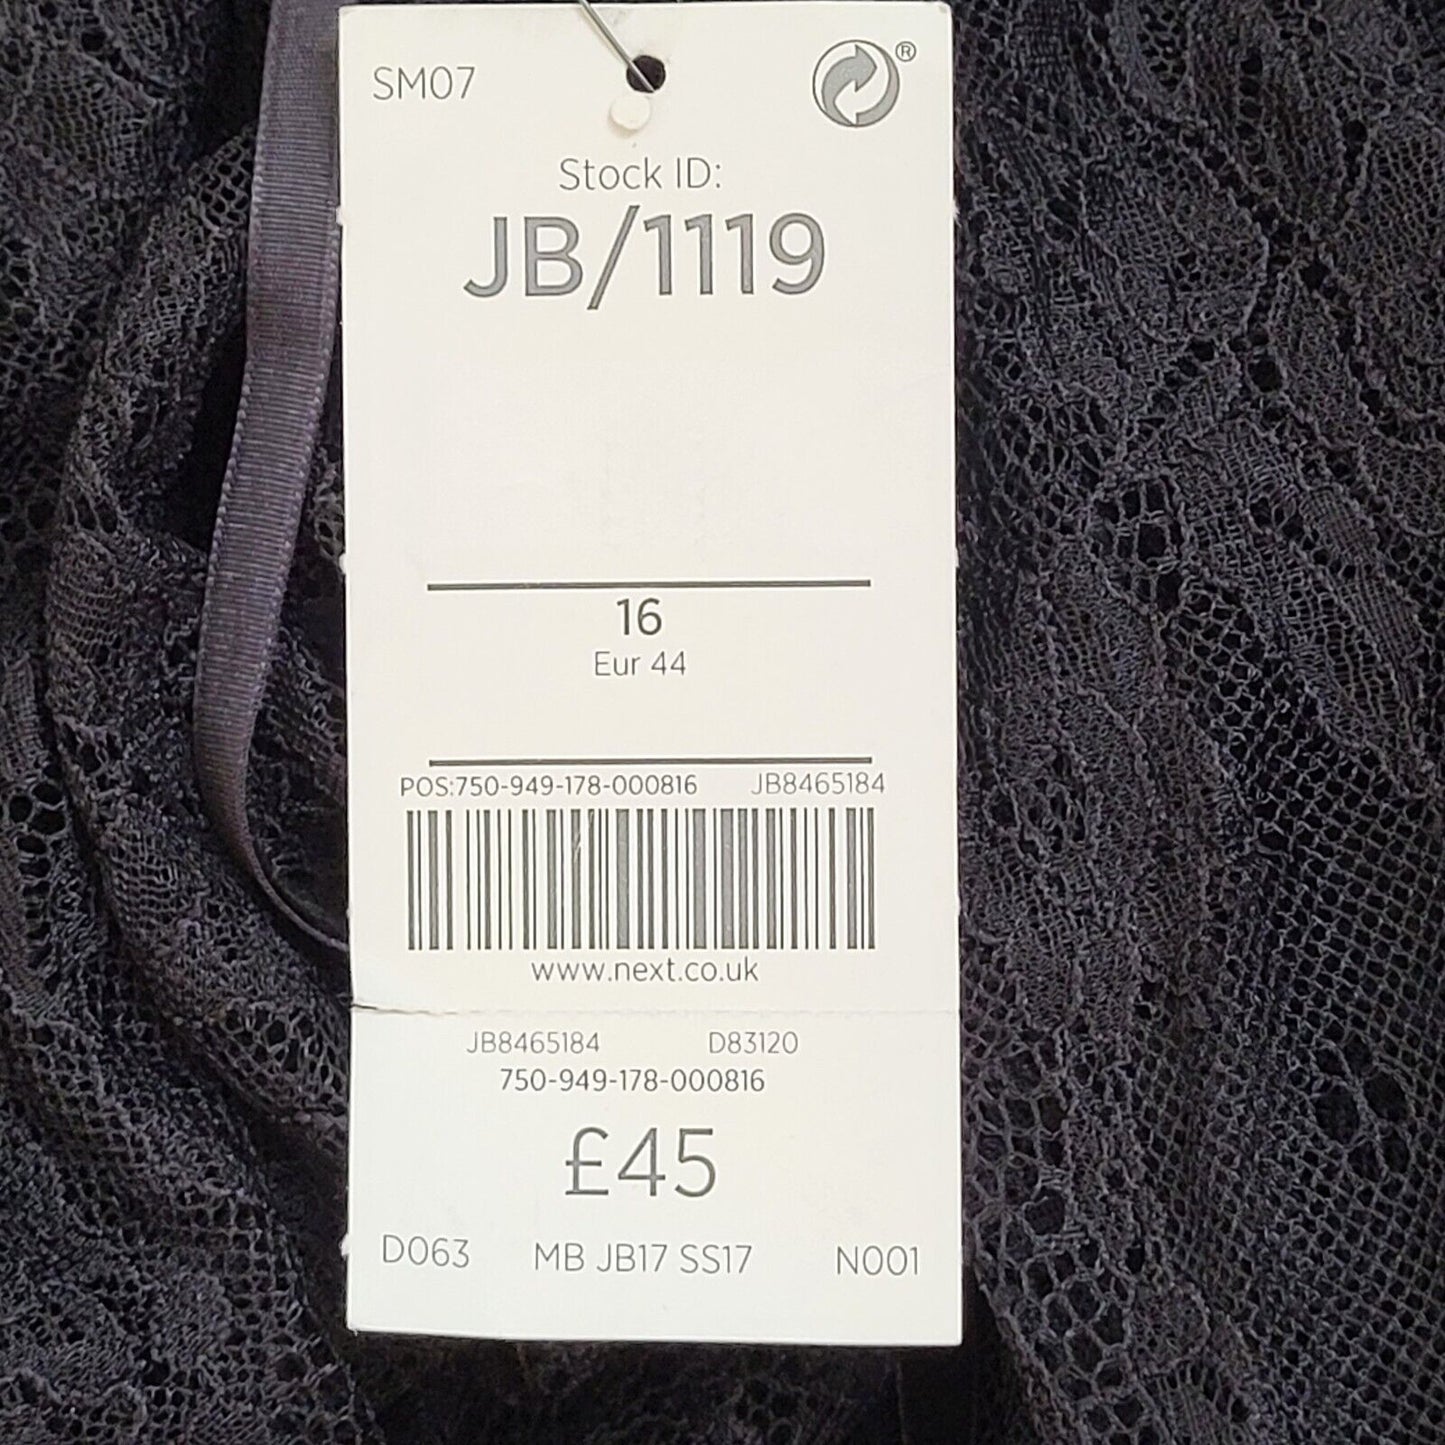 SM07 ®
Stock ID:
JB/1119
16
Eur 44
POS:750-949-178-000816 JB8465184
www.next.co.uk
JB8465184 D83120
750-949-178-000816
£45
D063 MB JB17 SS17 N001